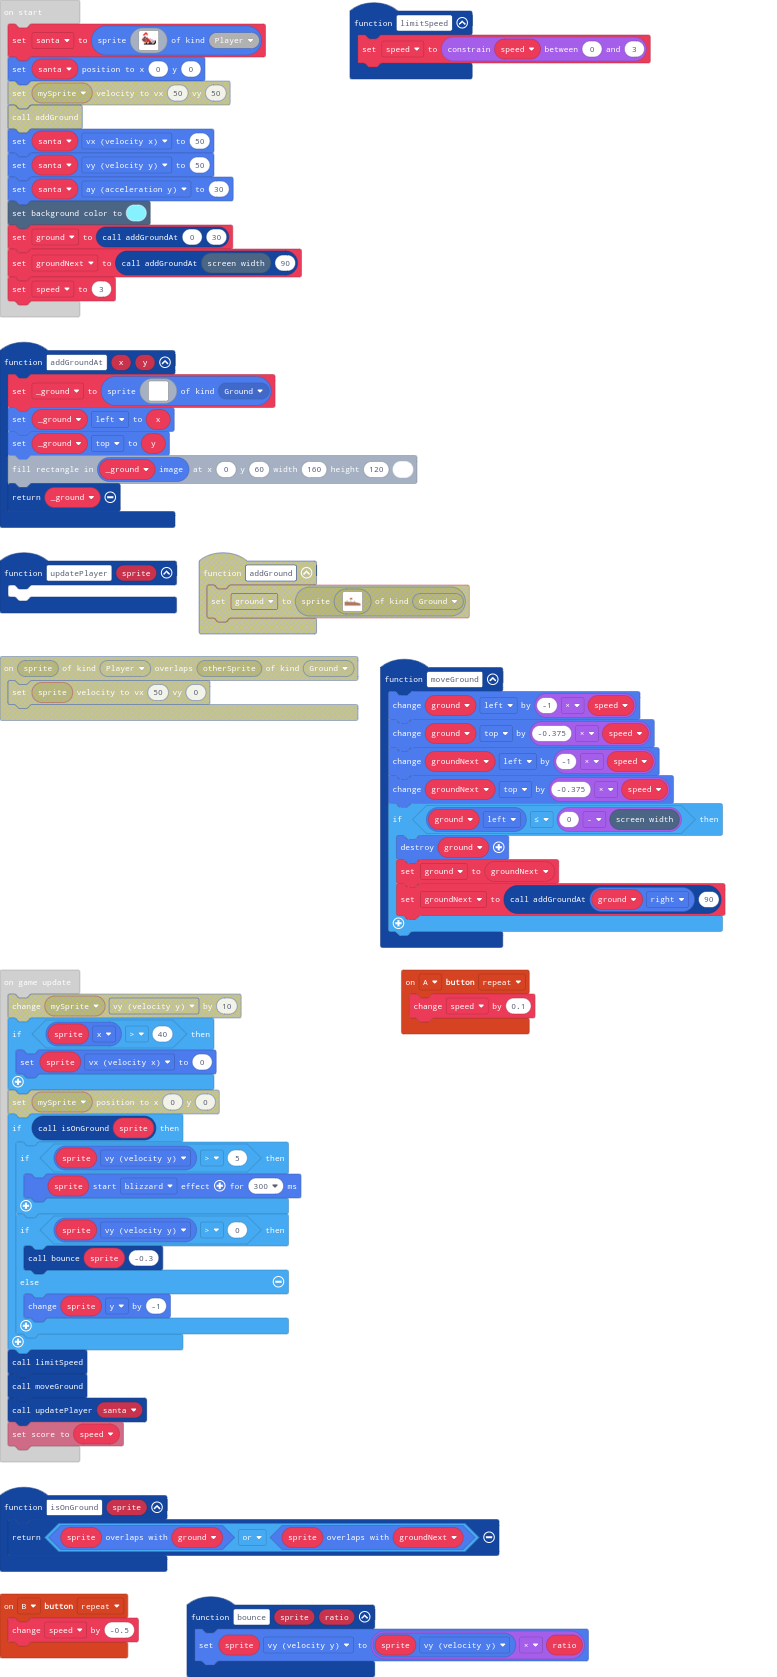 on start
set santa to sprite of kind Player
set santa position to x 0 y 0
set mySprite velocity to vx 50 vy 50
call addGround
set santa vx (velocity x) to 50
set santa vy (velocity y) to 50
set santa ay (acceleration y) to 30
set background color to
set ground to call addGroundAt 0 30
set groundNext to call addGroundAt screen width 90
set speed to 3
function limitSpeed
set speed to constrain speed between 0 and 3
function addGroundAt x y
set _ground to sprite of kind Ground
set _ground left to x
set _ground top to y
fill rectangle in _ground image at x 0 y 60 width 160 height 120
return _ground
function updatePlayer sprite
function addGround
set ground to sprite of kind Ground
on sprite of kind Player overlaps otherSprite of kind Ground
set sprite velocity to vx 50 vy 0
function moveGround
change ground left by -1 × speed
change ground top by -0.375 × speed
change groundNext left by -1 × speed
change groundNext top by -0.375 × speed
if ground left ≤ 0 - screen width then
destroy ground
set ground to groundNext
set groundNext to call addGroundAt ground right 90
on game update
change mySprite vy (velocity y) by 10
if sprite x > 40 then
set sprite vx (velocity x) to 0
set mySprite position to x 0 y 0
if call isOnGround sprite then
if sprite vy (velocity y) > 5 then
sprite start blizzard effect for 300 ms
if sprite vy (velocity y) > 0 then
call bounce sprite -0.3
else
change sprite y by -1
call limitSpeed
call moveGround
call updatePlayer santa
set score to speed
on A button repeat
change speed by 0.1
function isOnGround sprite
return sprite overlaps with ground or sprite overlaps with groundNext
on B button repeat
change speed by -0.5
function bounce sprite ratio
set sprite vy (velocity y) to sprite vy (velocity y) × ratio